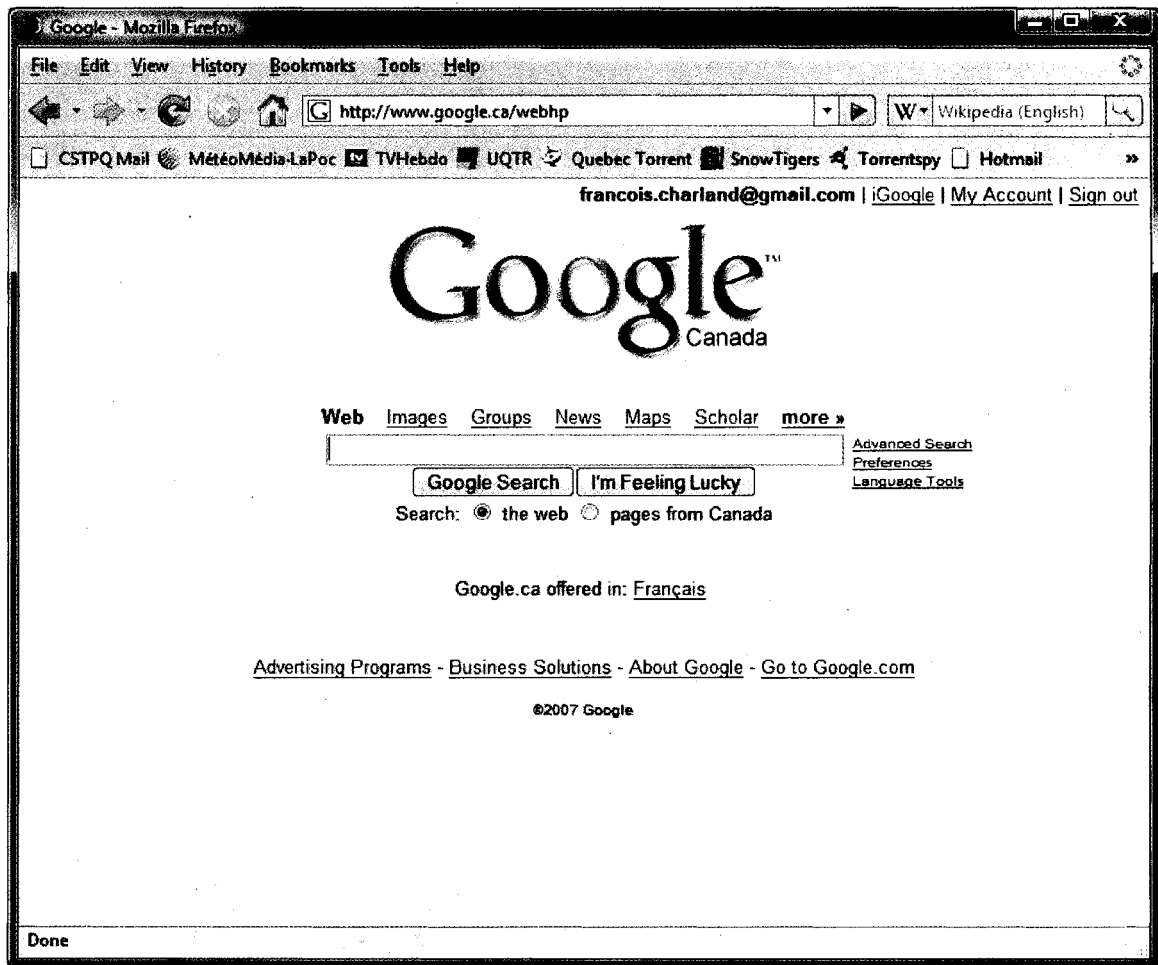 Google - Mozilla Firefox
File Edit View History Bookmarks Tools Help
G http://www.google.ca/webhp W Wikipedia (English)
CSTPQ Mail MétéoMédia-LaPoc TVHebdo UQTR Quebec Torrent SnowTigers Torrentspy Hotmail »
francois.charland@gmail.com | iGoogle | My Account | Sign out
Google™
Canada
Web Images Groups News Maps Scholar more »
Advanced Search
Preferences
Google Search I'm Feeling Lucky Language Tools
Search: the web pages from Canada
Google.ca offered in: Français
Advertising Programs - Business Solutions - About Google - Go to Google.com
©2007 Google
Done